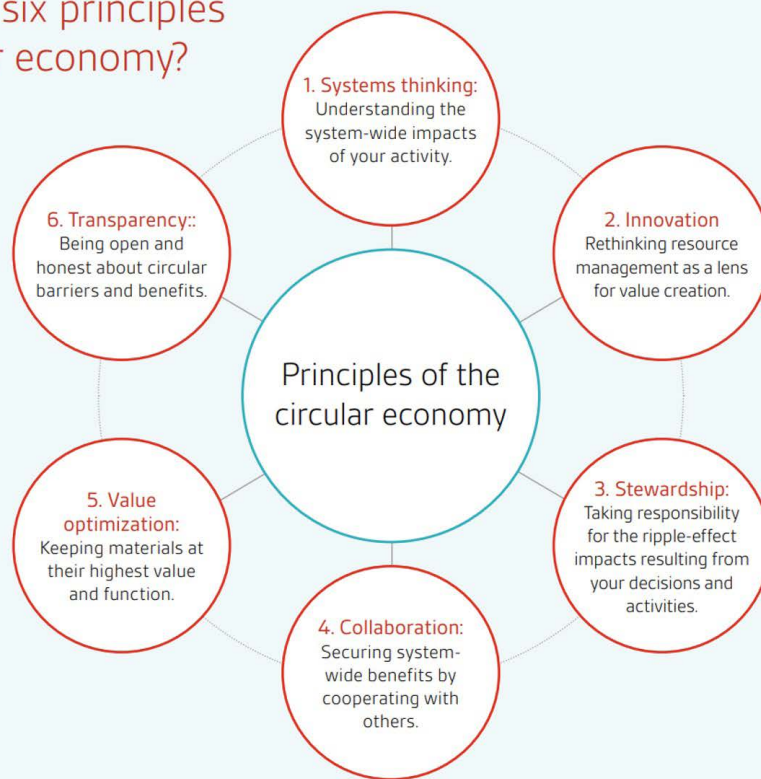 six principles
r economy?
1. Systems thinking:
Understanding the
system-wide impacts
of your activity.
2. Innovation
Rethinking resource
management as a lens
for value creation.
3. Stewardship:
Taking responsibility
for the ripple-effect
impacts resulting from
your decisions and
activities.
4. Collaboration:
Securing system-
wide benefits by
cooperating with
others.
5. Value
optimization:
Keeping materials at
their highest value
and function.
6. Transparency::
Being open and
honest about circular
barriers and benefits.
Principles of the
circular economy